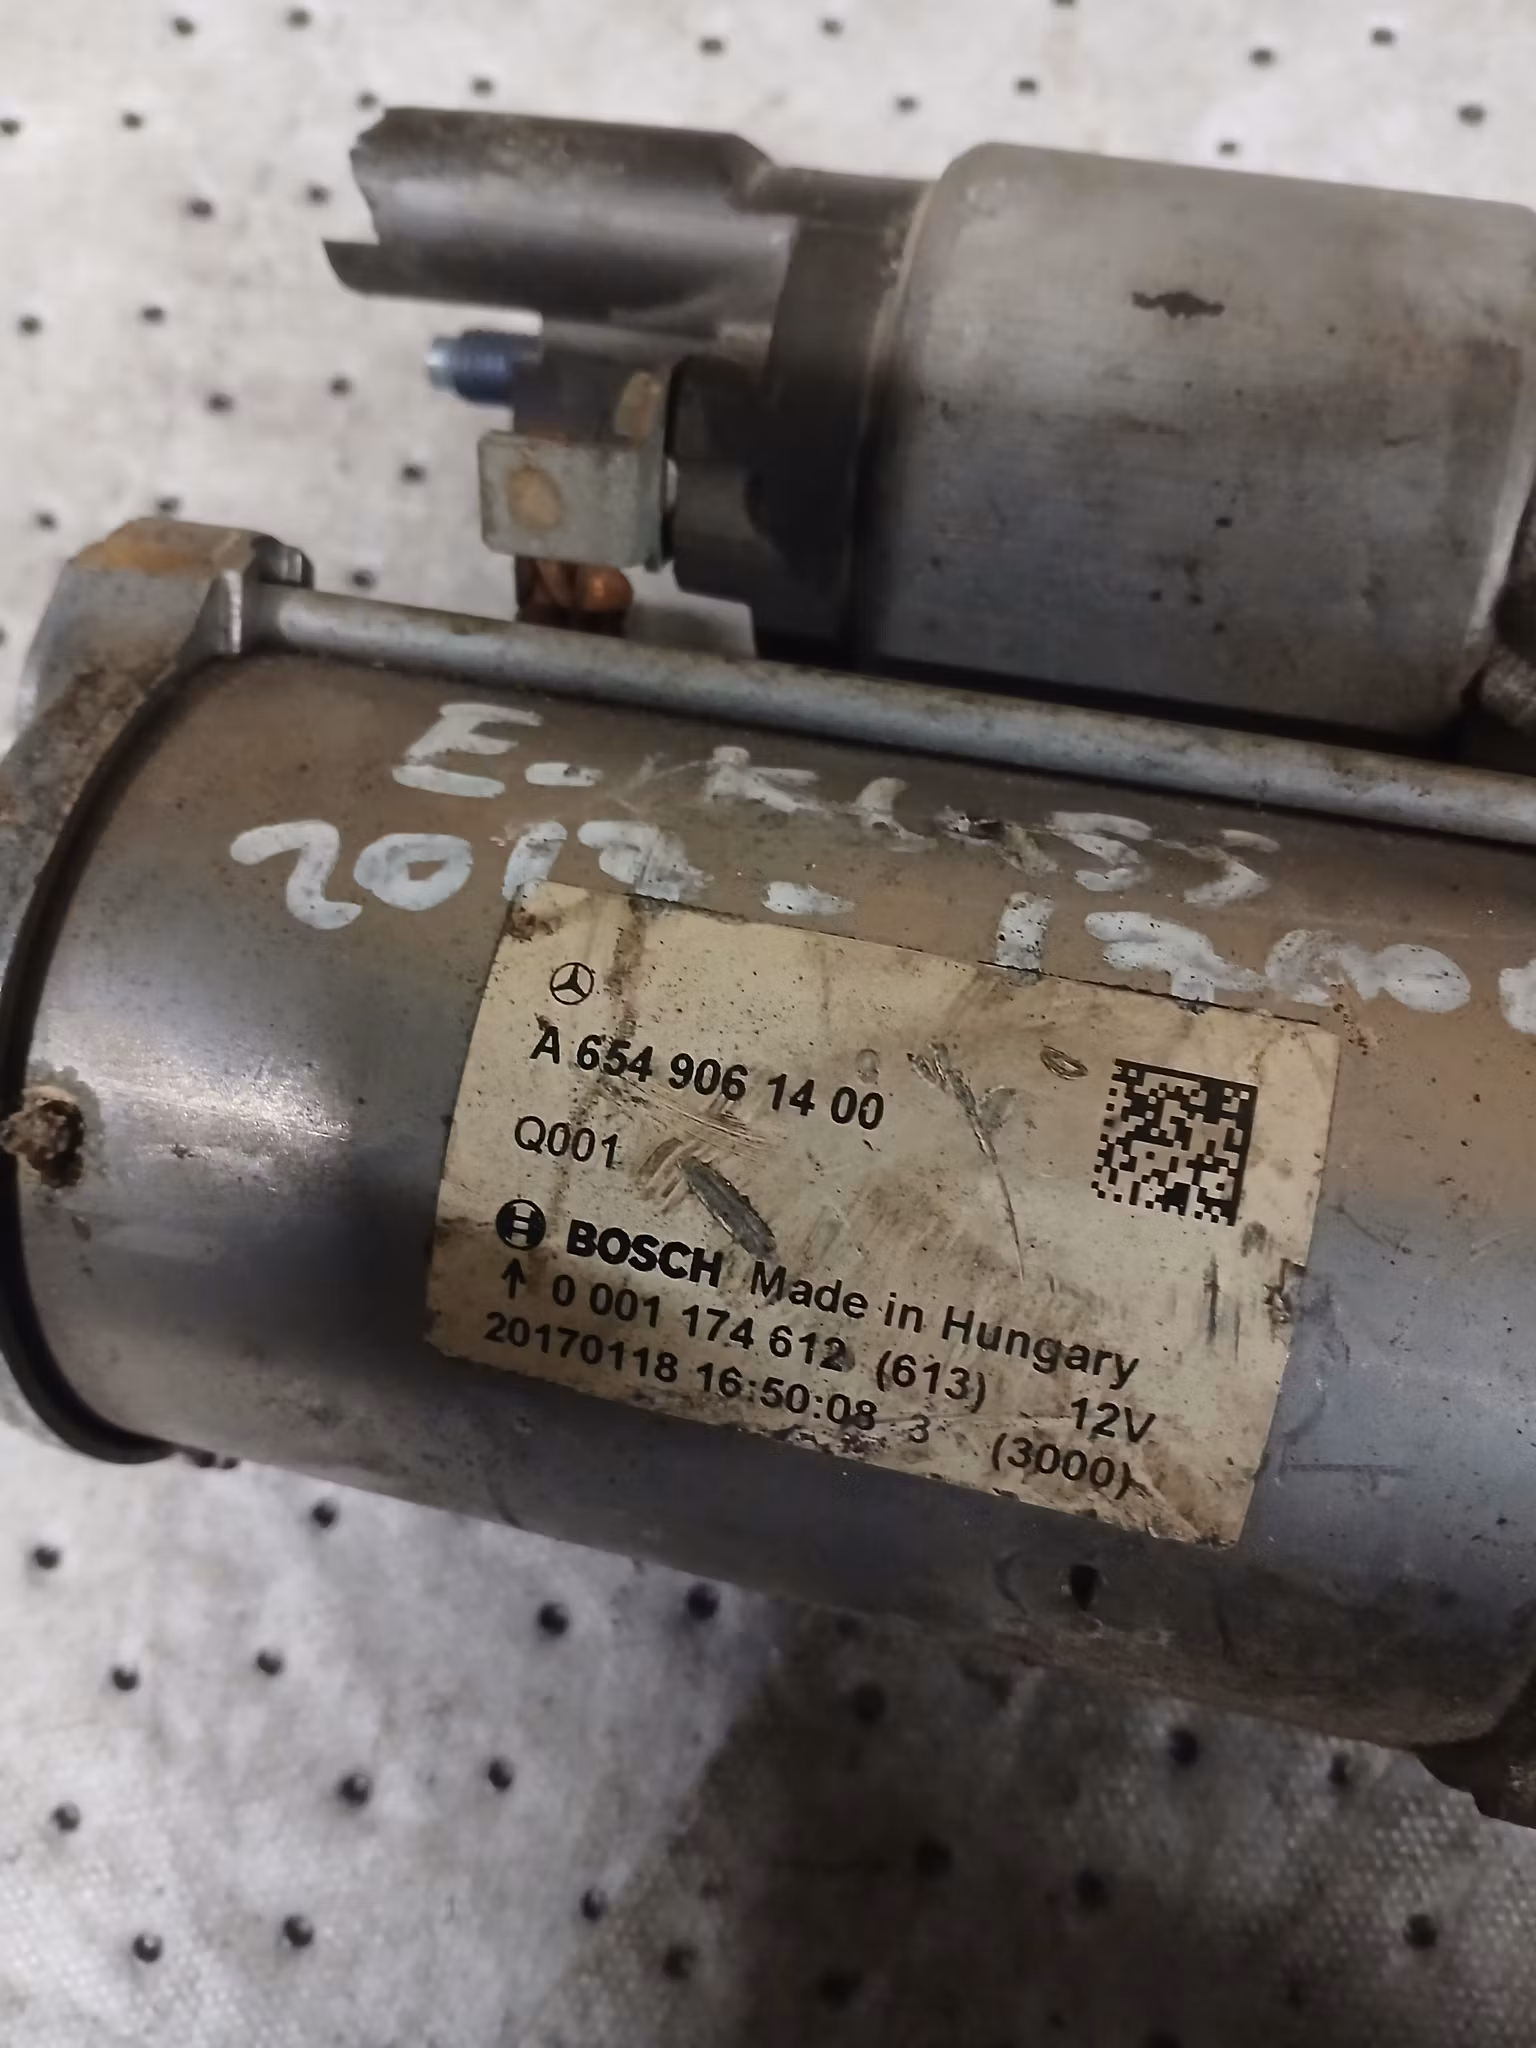 E-klass
2017-
A 654 906 14 00
Q001
BOSCH Made in Hungary
↑ 0 001 174 612 (613) 12V
20170118 16:50:08 3 (3000)